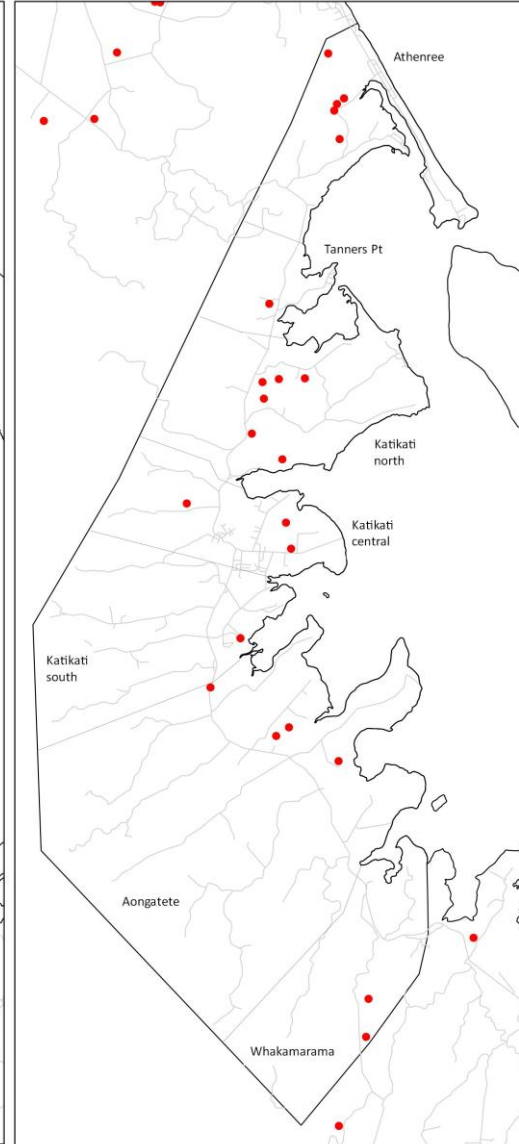 Athenree
Tanners Pt
Katikati
north
Katikati
central
Katikati
south
Aongatete
Whakamarama